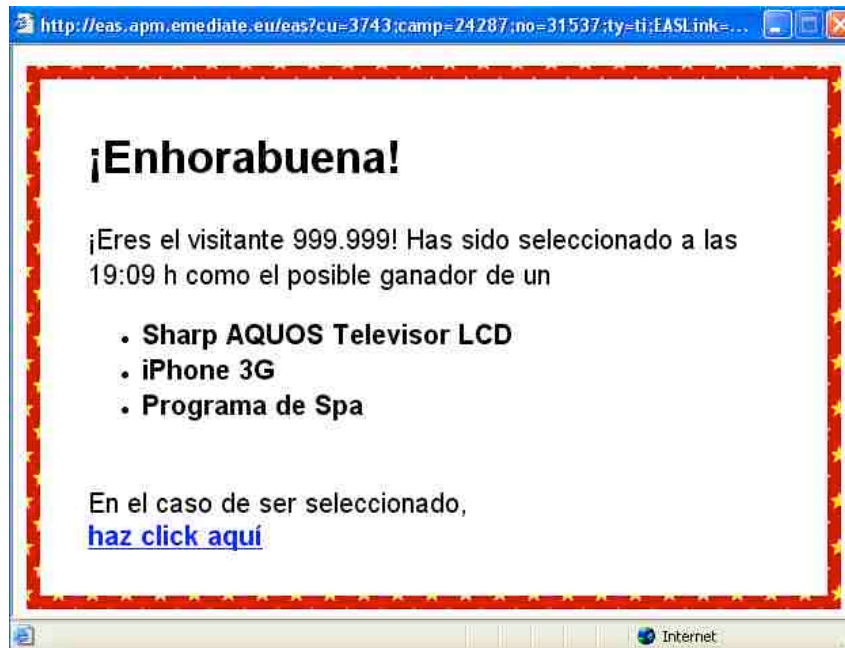 http://eas.apm.emediate.eu/eas?cu=3743;camp=24287;no=31537;ty=ti;EASLink=...
¡Enhorabuena!
¡Eres el visitante 999.999! Has sido seleccionado a las
19:09 h como el posible ganador de un
• Sharp AQUOS Televisor LCD
• iPhone 3G
• Programa de Spa
En el caso de ser seleccionado,
haz click aquí
Internet